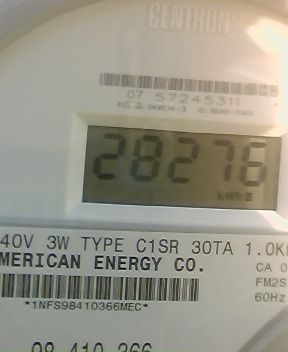 CENTRON
07 57245311
28276
kWh
40V 3W TYPE C1SR 30TA 1.0K
MERICAN ENERGY CO.
CA 0
FM2S
60Hz
*1NFS98410366MEC*
98 410 366